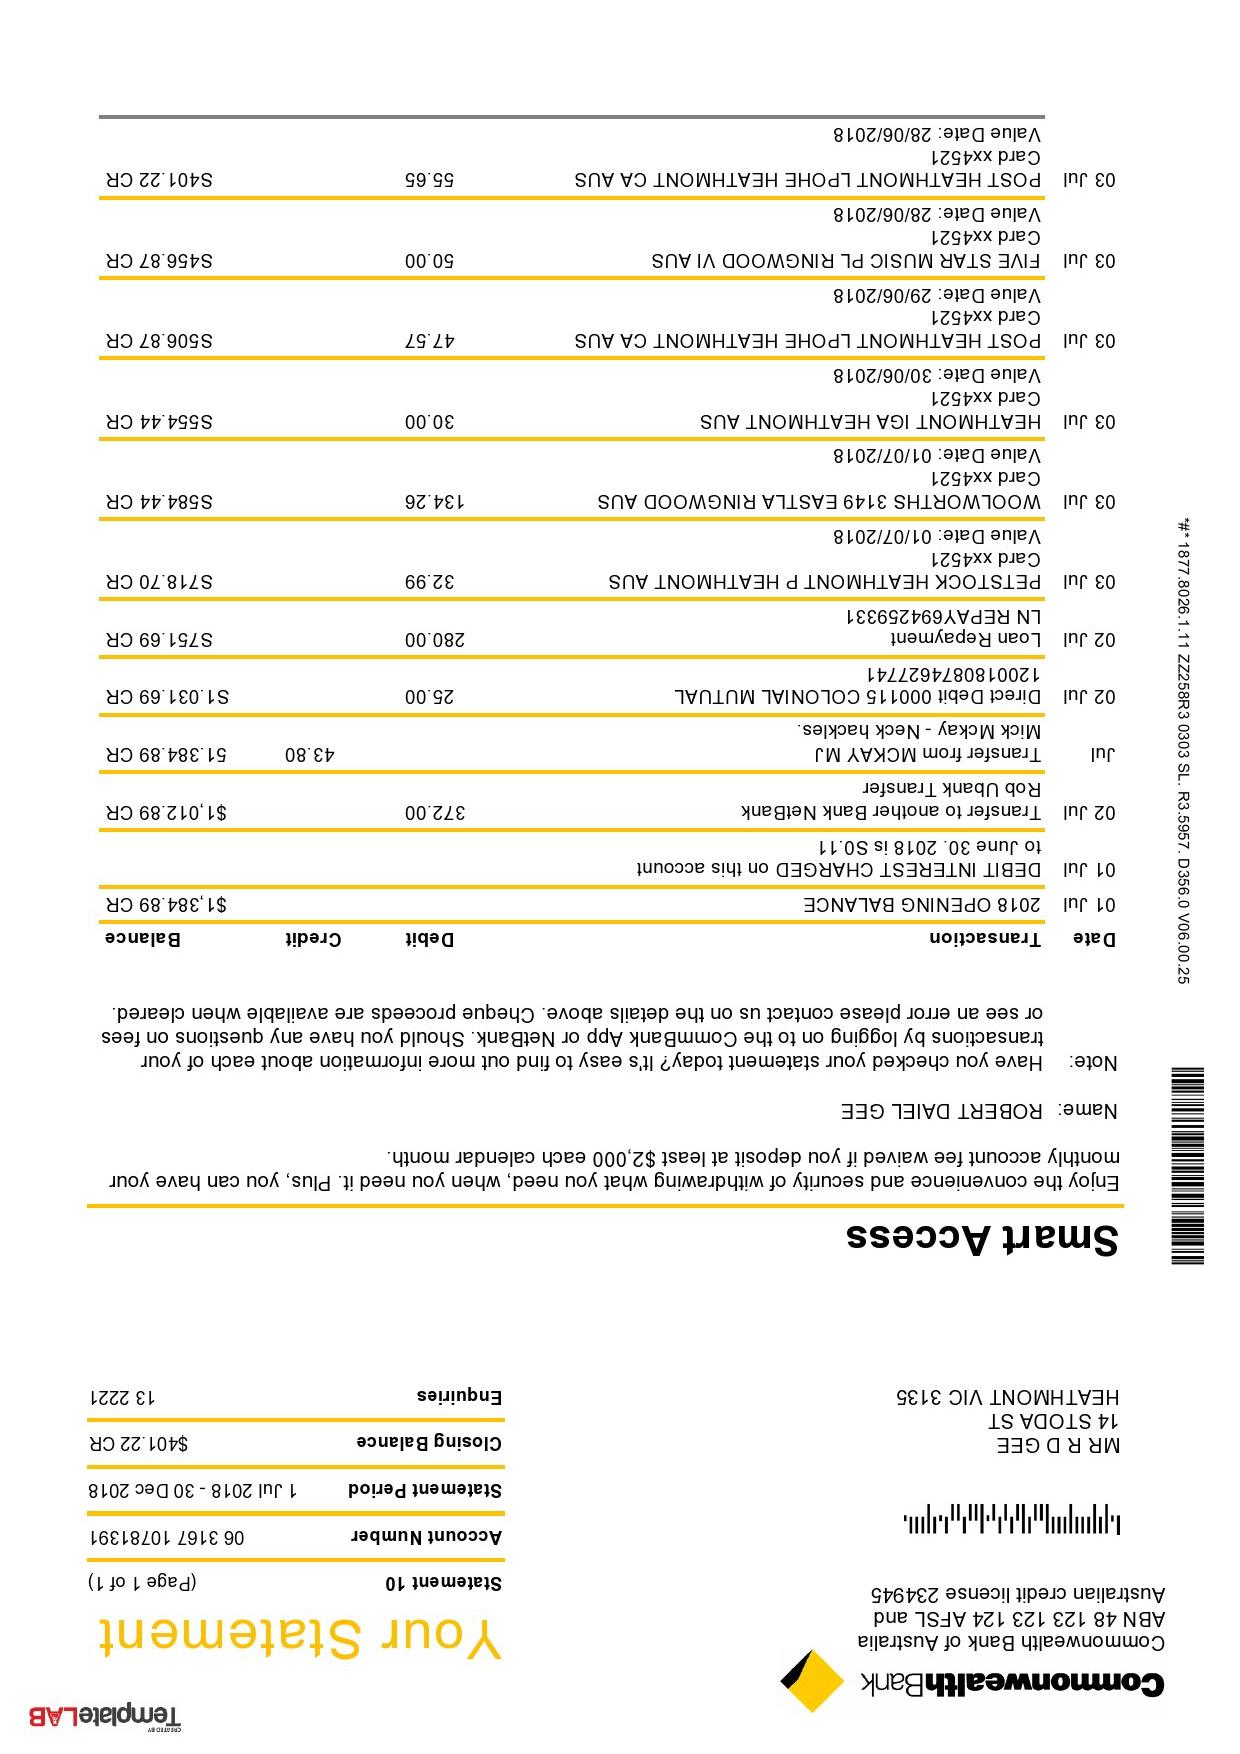 CREATED BY
TemplateLAB
CommonwealthBank
Commonwealth Bank of Australia
ABN 48 123 123 124 AFSL and
Australian credit license 234945
Your Statement
Statement 10 (Page 1 of 1)
Account Number 06 3167 10781391
Statement Period 1 Jul 2018 - 30 Dec 2018
Closing Balance $401.22 CR
Enquiries 13 2221
MR R D GEE
14 STODA ST
HEATHMONT VIC 3135
Smart Access
Enjoy the convenience and security of withdrawing what you need, when you need it. Plus, you can have your
monthly account fee waived if you deposit at least $2,000 each calendar month.
Name: ROBERT DAIEL GEE
Note: Have you checked your statement today? It's easy to find out more information about each of your
transactions by logging on to the CommBank App or NetBank. Should you have any questions on fees
or see an error please contact us on the details above. Cheque proceeds are available when cleared.
*#* 1877.8026.1.11 ZZ258R3 0303 SL. R3.5957. D356.0 V06.00.25
Date Transaction Debit Credit Balance
01 Jul 2018 OPENING BALANCE $1,384.89 CR
01 Jul DEBIT INTEREST CHARGED on this account
to June 30. 2018 is S0.11
02 Jul Transfer to another Bank NetBank 372.00 $1,012.89 CR
Rob Ubank Transfer
Jul Transfer from MCKAY MJ 43.80 51.384.89 CR
Mick Mckay - Neck hackles.
02 Jul Direct Debit 000115 COLONIAL MUTUAL 25.00 S1.031.69 CR
1200180874627741
02 Jul Loan Repayment 280.00 S751.69 CR
LN REPAY694259331
03 Jul PETSTOCK HEATHMONT P HEATHMONT AUS 32.99 S718.70 CR
Card xx4521
Value Date: 01/07/2018
03 Jul WOOLWORTHS 3149 EASTLA RINGWOOD AUS 134.26 S584.44 CR
Card xx4521
Value Date: 01/07/2018
03 Jul HEATHMONT IGA HEATHMONT AUS 30.00 S554.44 CR
Card xx4521
Value Date: 30/06/2018
03 Jul POST HEATHMONT LPOHE HEATHMONT CA AUS 47.57 S506.87 CR
Card xx4521
Value Date: 29/06/2018
03 Jul FIVE STAR MUSIC PL RINGWOOD VI AUS 50.00 S456.87 CR
Card xx4521
Value Date: 28/06/2018
03 Jul POST HEATHMONT LPOHE HEATHMONT CA AUS 55.65 S401.22 CR
Card xx4521
Value Date: 28/06/2018